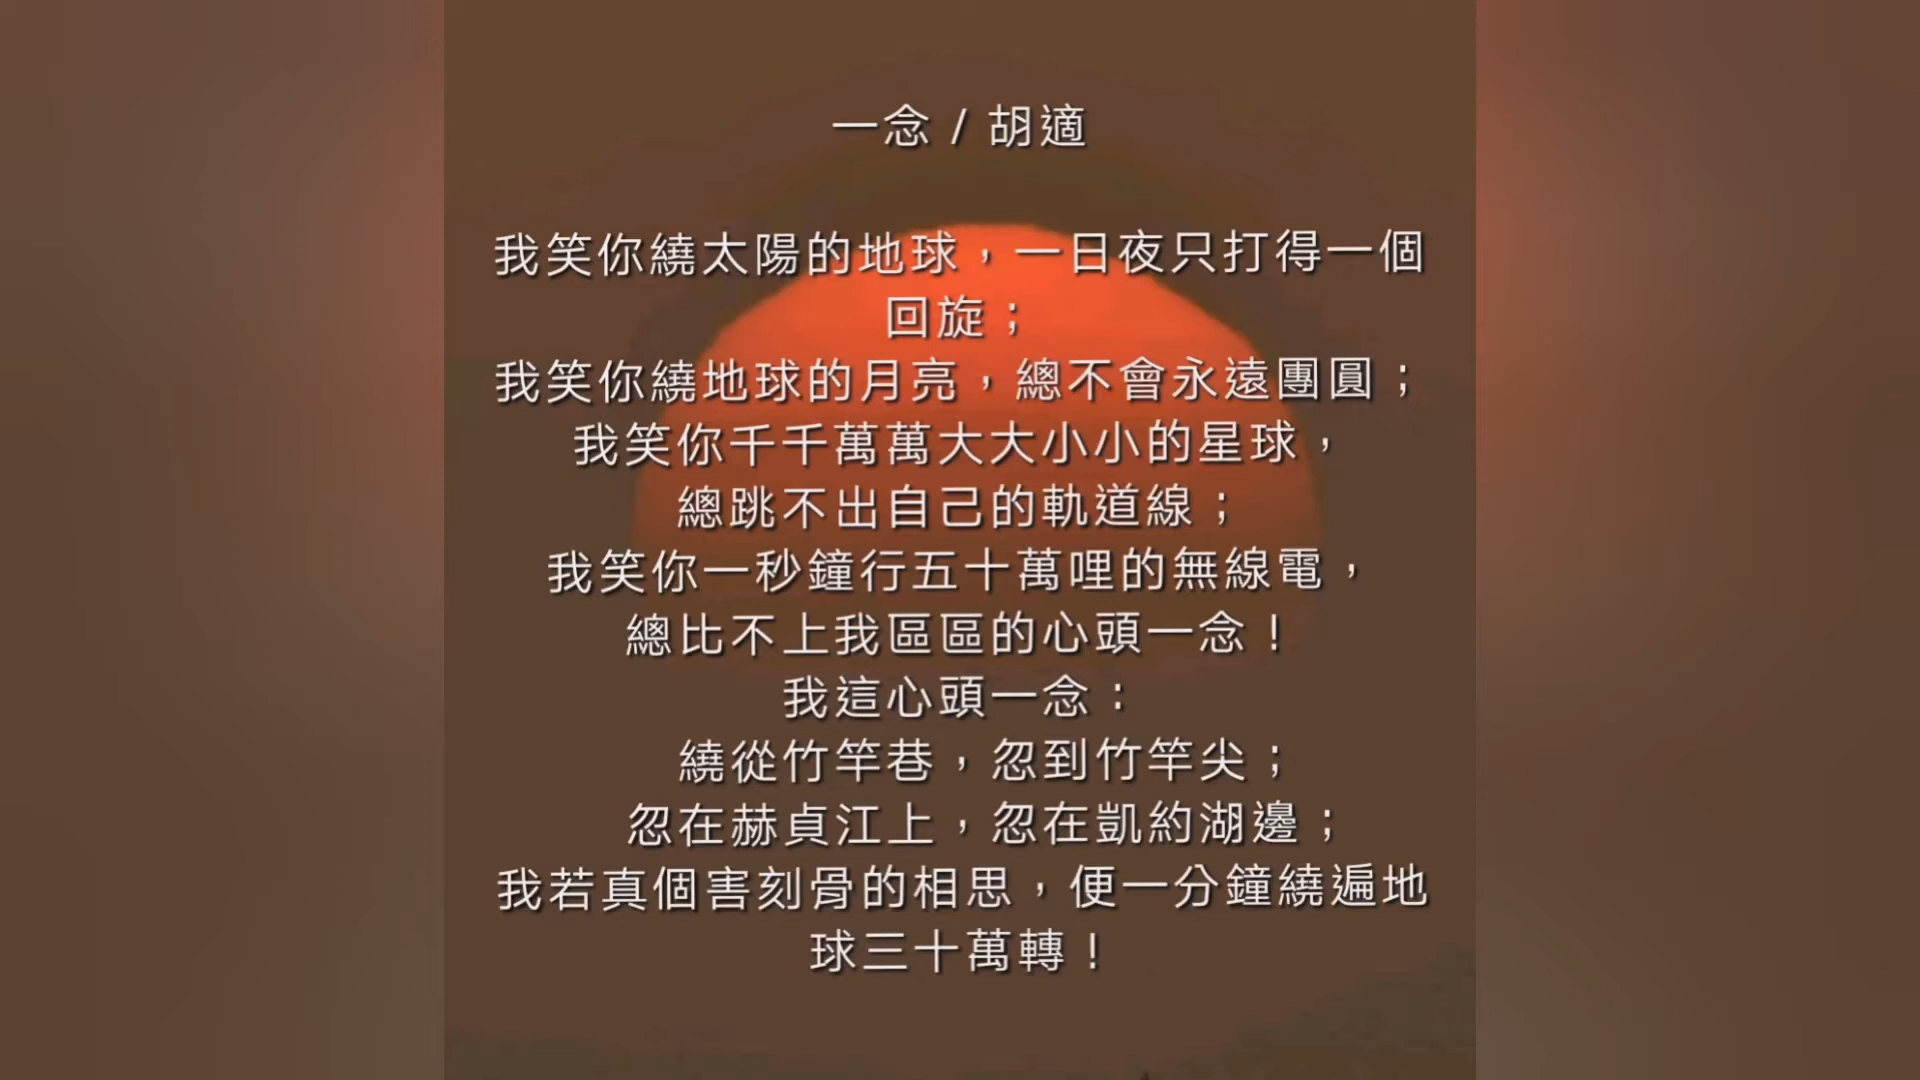 一念 / 胡適
我笑你繞太陽的地球，一日夜只打得一個
回旋；
我笑你繞地球的月亮，總不會永遠團圓；
我笑你千千萬萬大大小小的星球，
總跳不出自己的軌道線；
我笑你一秒鐘行五十萬哩的無線電，
總比不上我區區的心頭一念！
我這心頭一念：
繞從竹竿巷，忽到竹竿尖；
忽在赫貞江上，忽在凱約湖邊；
我若真個害刻骨的相思，便一分鐘繞遍地
球三十萬轉！